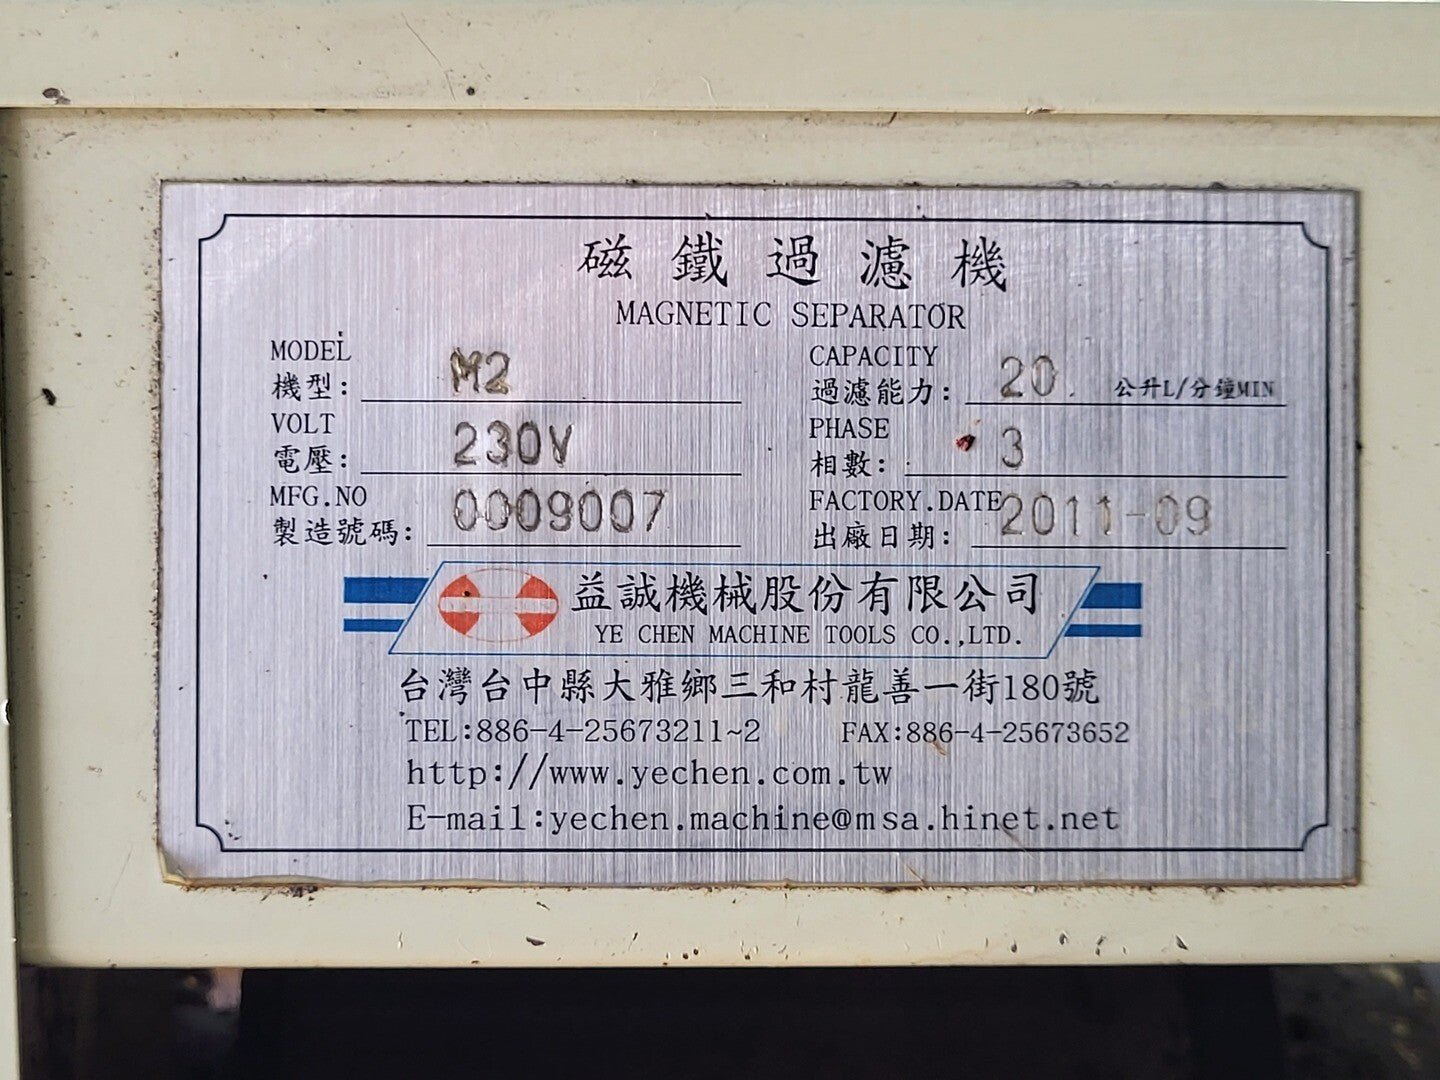 磁鐵過濾機
MAGNETIC SEPARATOR
MODEL
機型: M2
CAPACITY
過濾能力: 20 公升L/分鐘MIN
VOLT
電壓: 230V
PHASE
相數: 3
MFG.NO
製造號碼: 0009007
FACTORY.DATE
出廠日期: 2011-09
益誠機械股份有限公司
YE CHEN MACHINE TOOLS CO.,LTD.
台灣台中縣大雅鄉三和村龍善一街180號
TEL:886-4-25673211~2 FAX:886-4-25673652
http://www.yechen.com.tw
E-mail:yechen.machine@msa.hinet.net